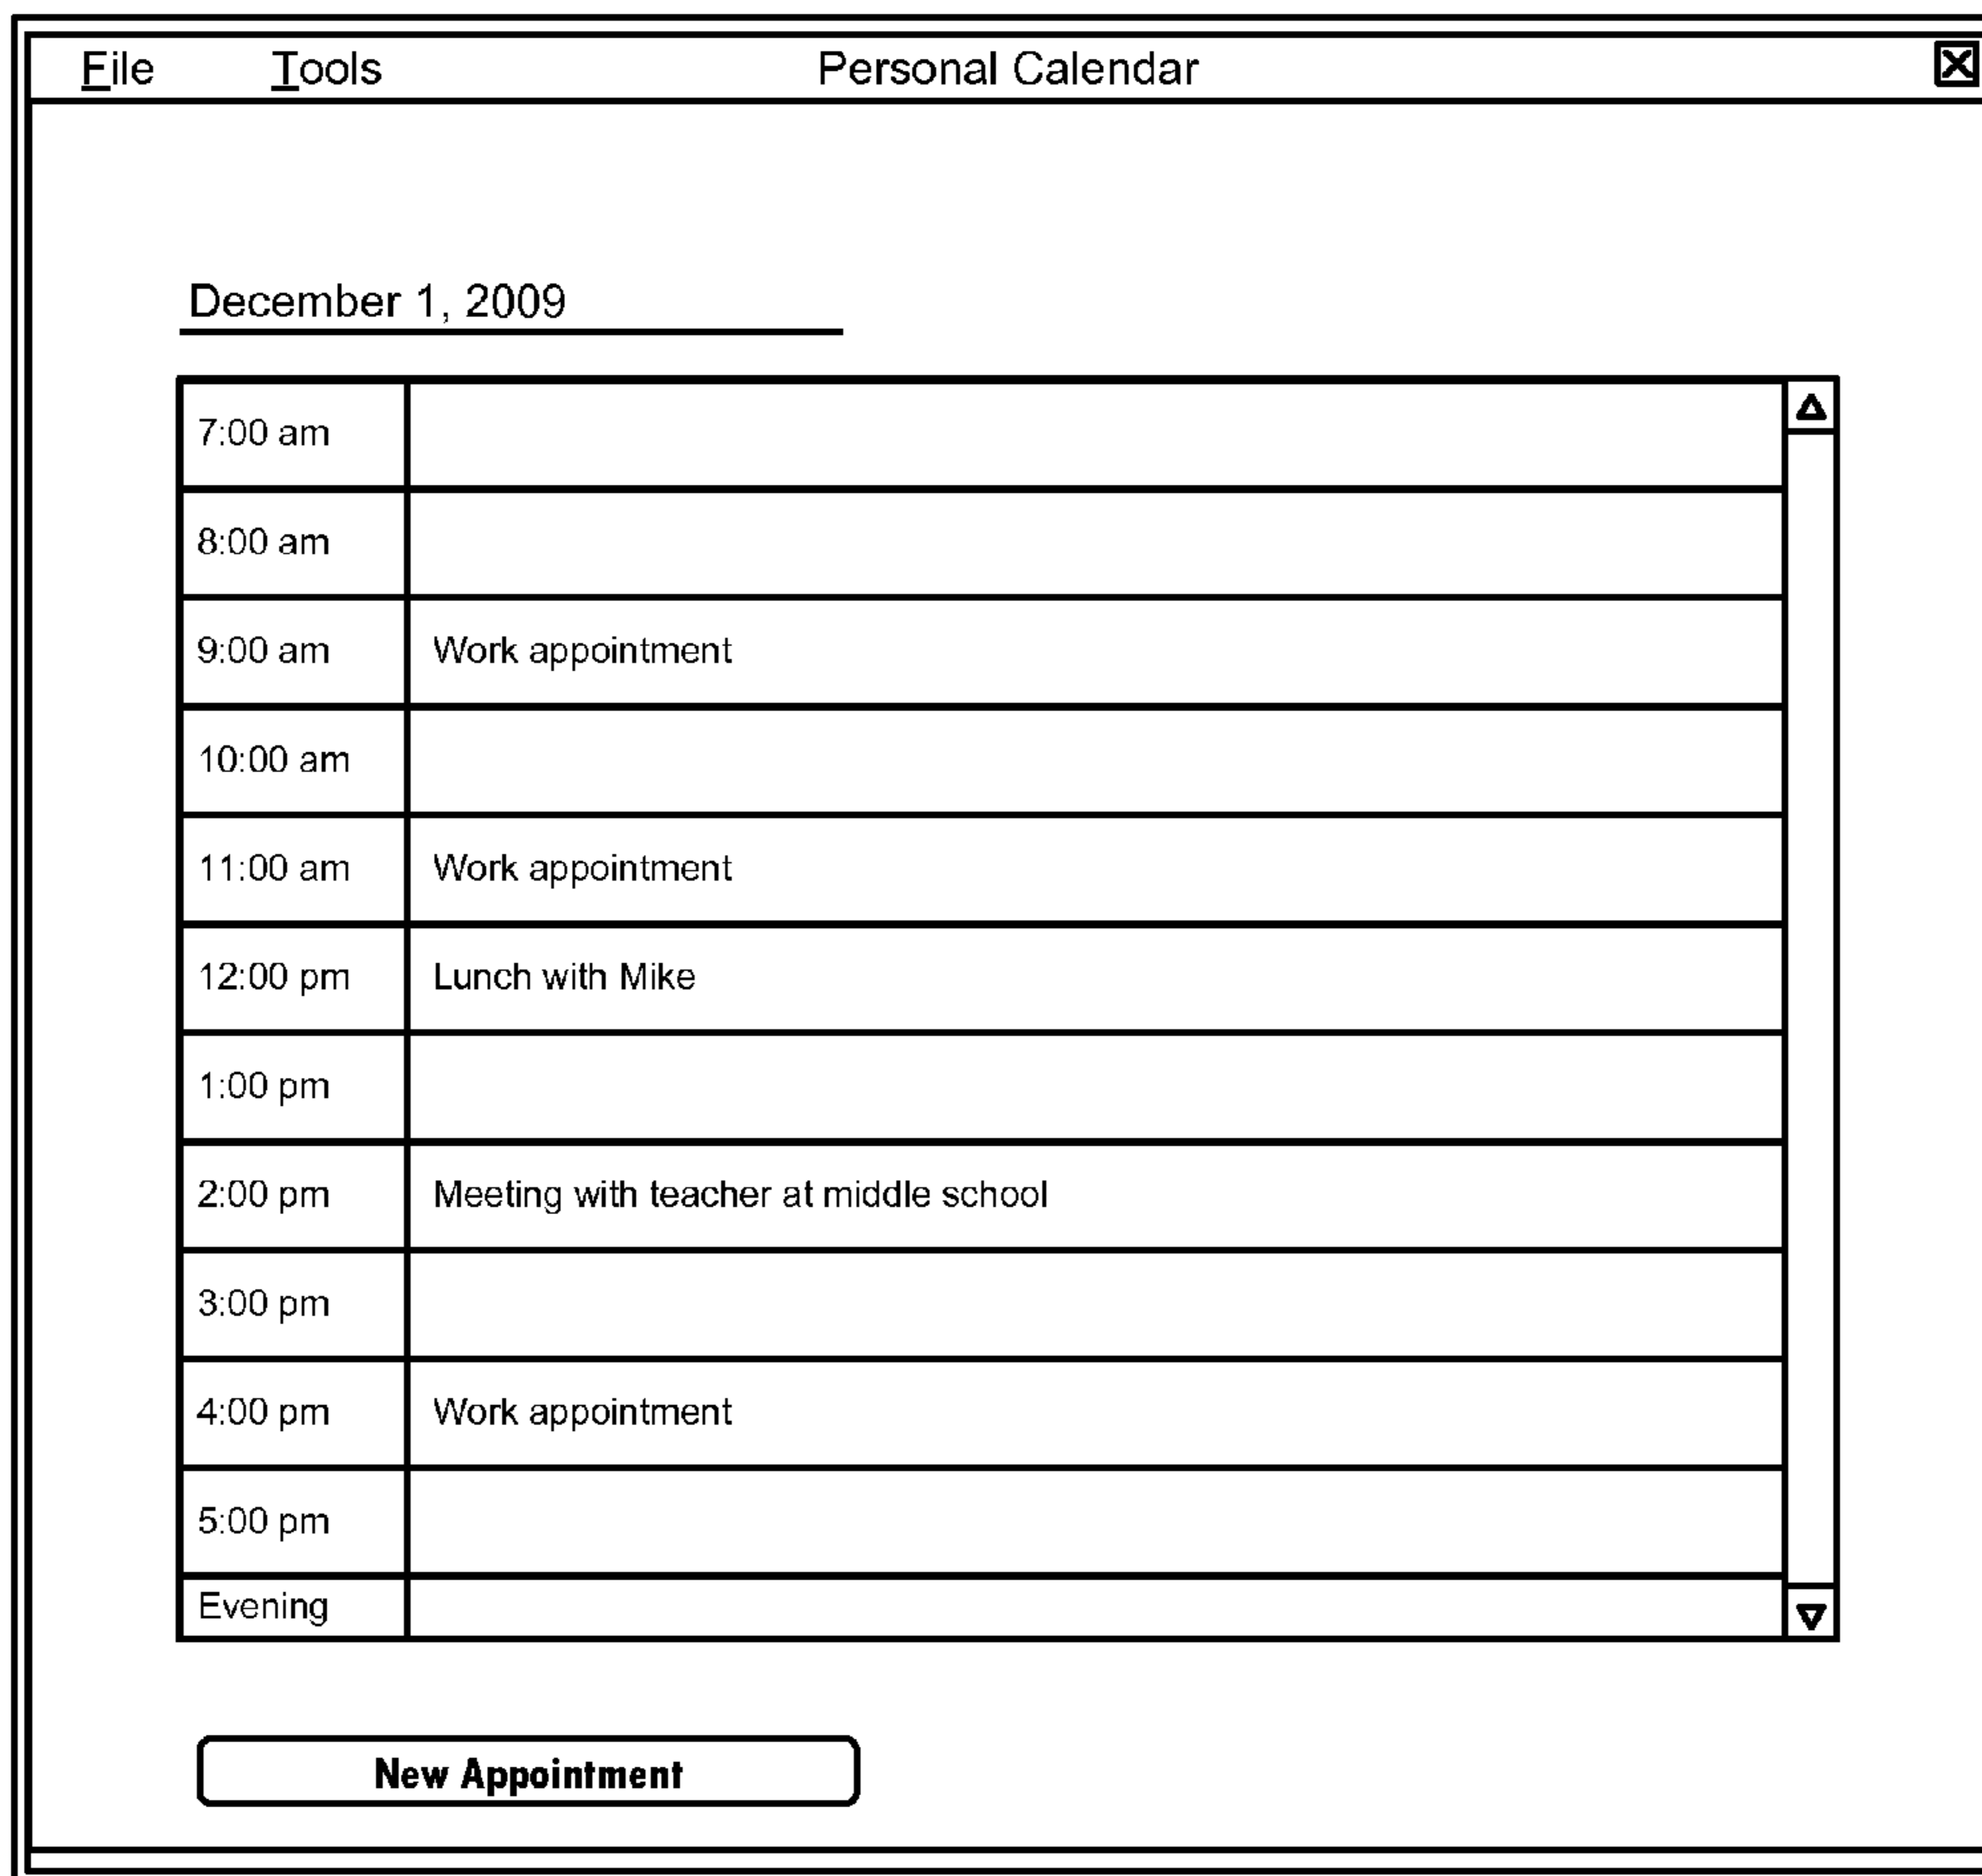 File Tools Personal Calendar
December 1, 2009
7:00 am
8:00 am
9:00 am Work appointment
10:00 am
11:00 am Work appointment
12:00 pm Lunch with Mike
1:00 pm
2:00 pm Meeting with teacher at middle school
3:00 pm
4:00 pm Work appointment
5:00 pm
Evening
New Appointment